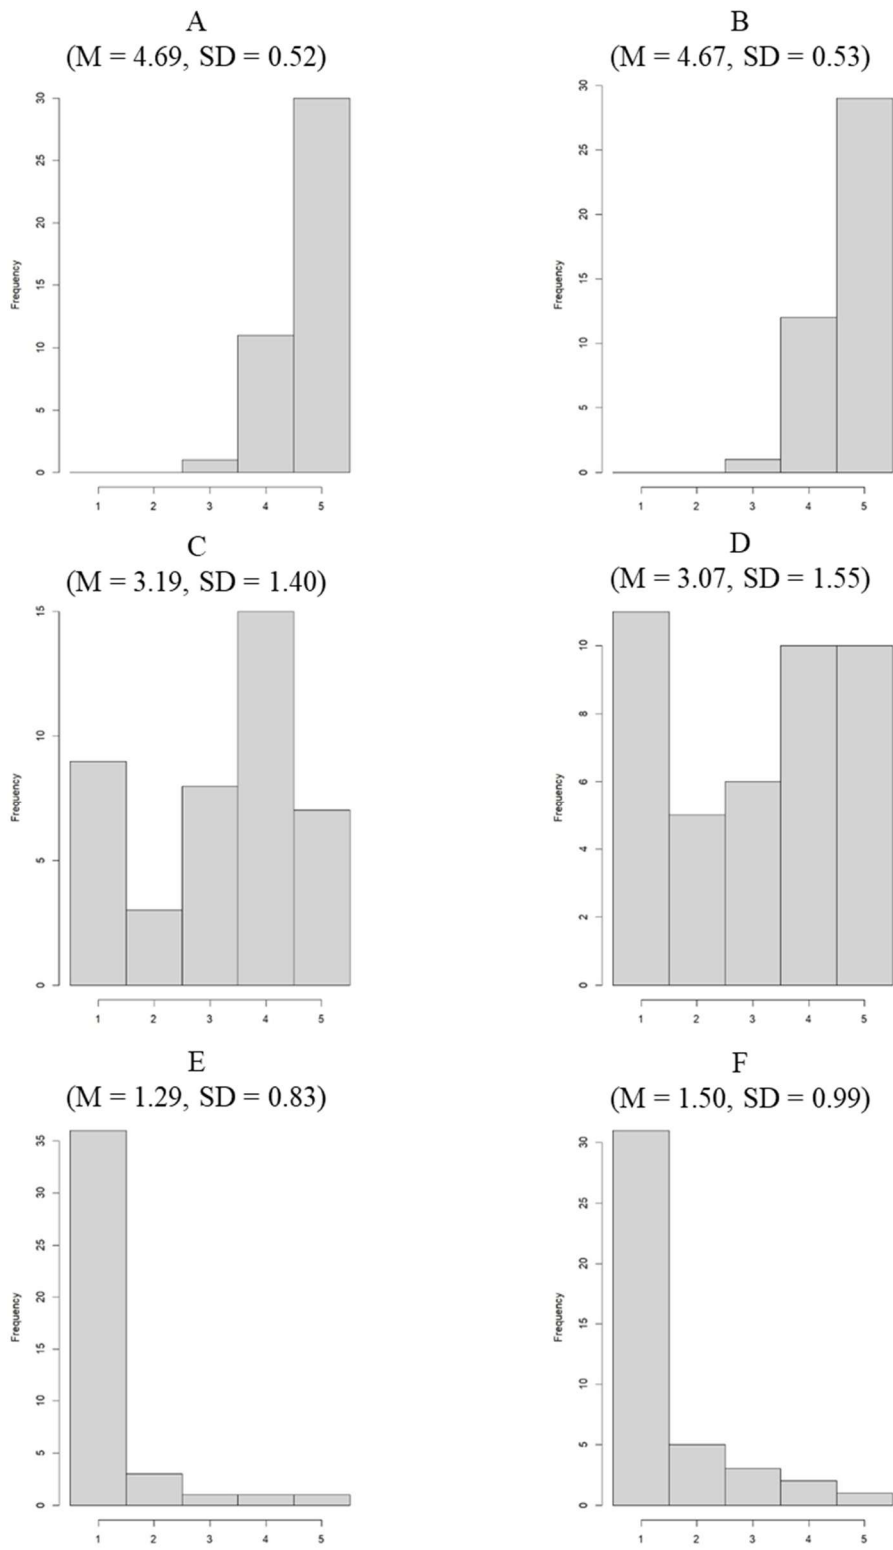 A
(M = 4.69, SD = 0.52)
30
25
20
15
10
5
0
Frequency
1 2 3 4 5
B
(M = 4.67, SD = 0.53)
30
25
20
15
10
5
0
Frequency
1 2 3 4 5
C
(M = 3.19, SD = 1.40)
15
10
5
0
Frequency
1 2 3 4 5
D
(M = 3.07, SD = 1.55)
10
8
6
4
2
0
Frequency
1 2 3 4 5
E
(M = 1.29, SD = 0.83)
35
30
25
20
15
10
5
0
Frequency
1 2 3 4 5
F
(M = 1.50, SD = 0.99)
30
25
20
15
10
5
0
Frequency
1 2 3 4 5